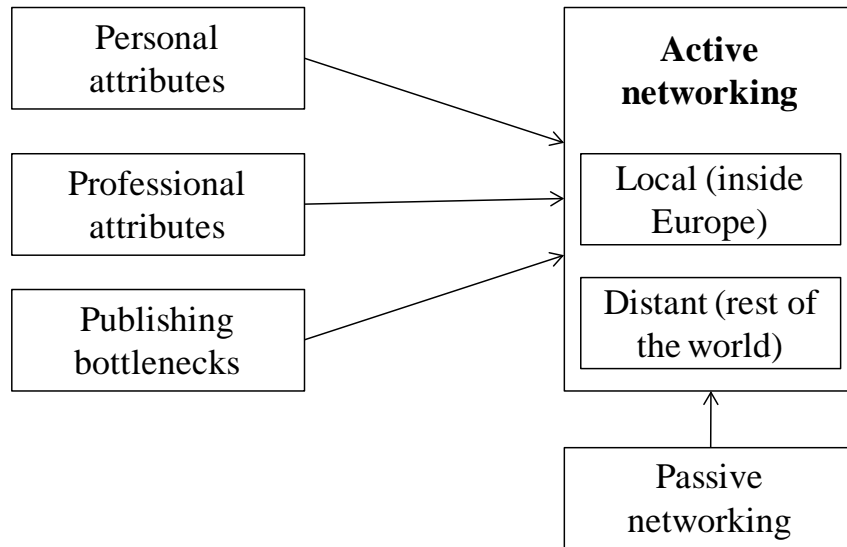 Personal
attributes
Professional
attributes
Publishing
bottlenecks
Active
networking
Local (inside
Europe)
Distant (rest of
the world)
Passive
networking